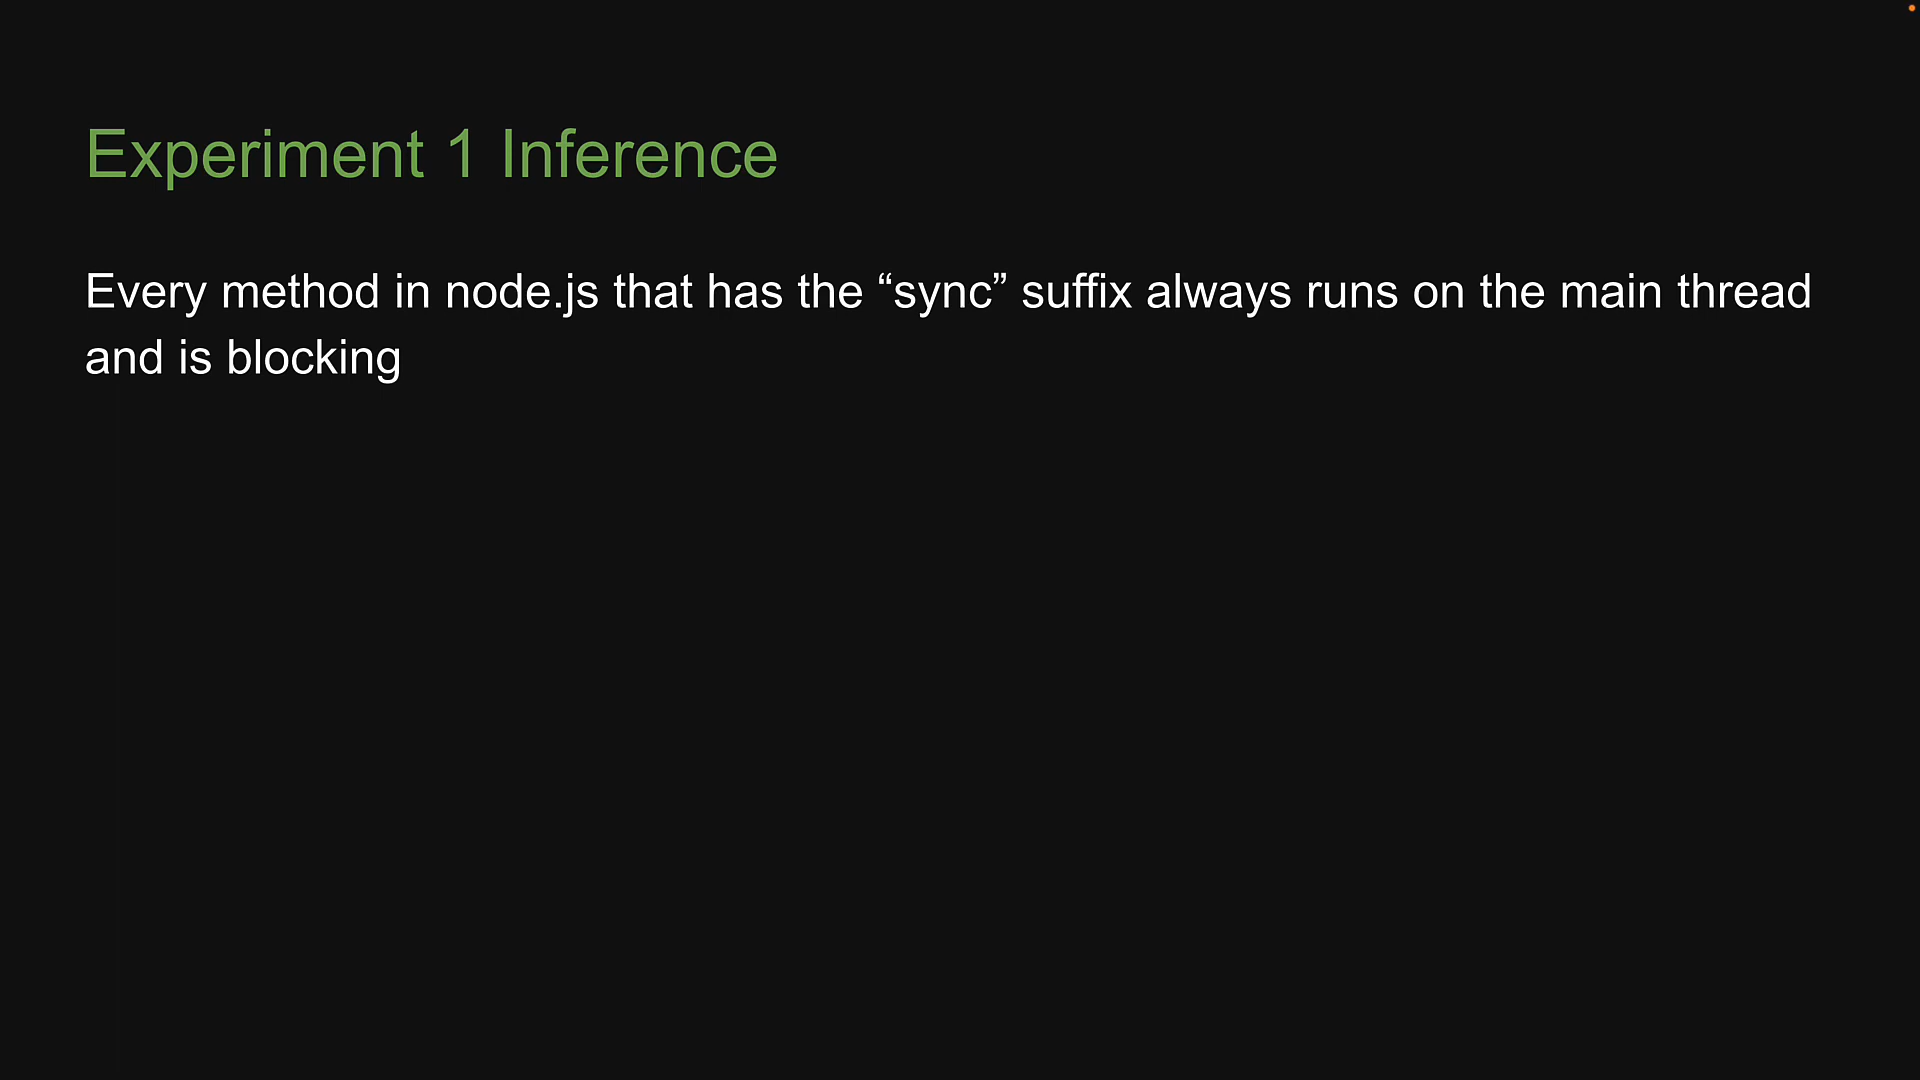 Experiment 1 Inference
Every method in node.js that has the “sync” suffix always runs on the main thread
and is blocking